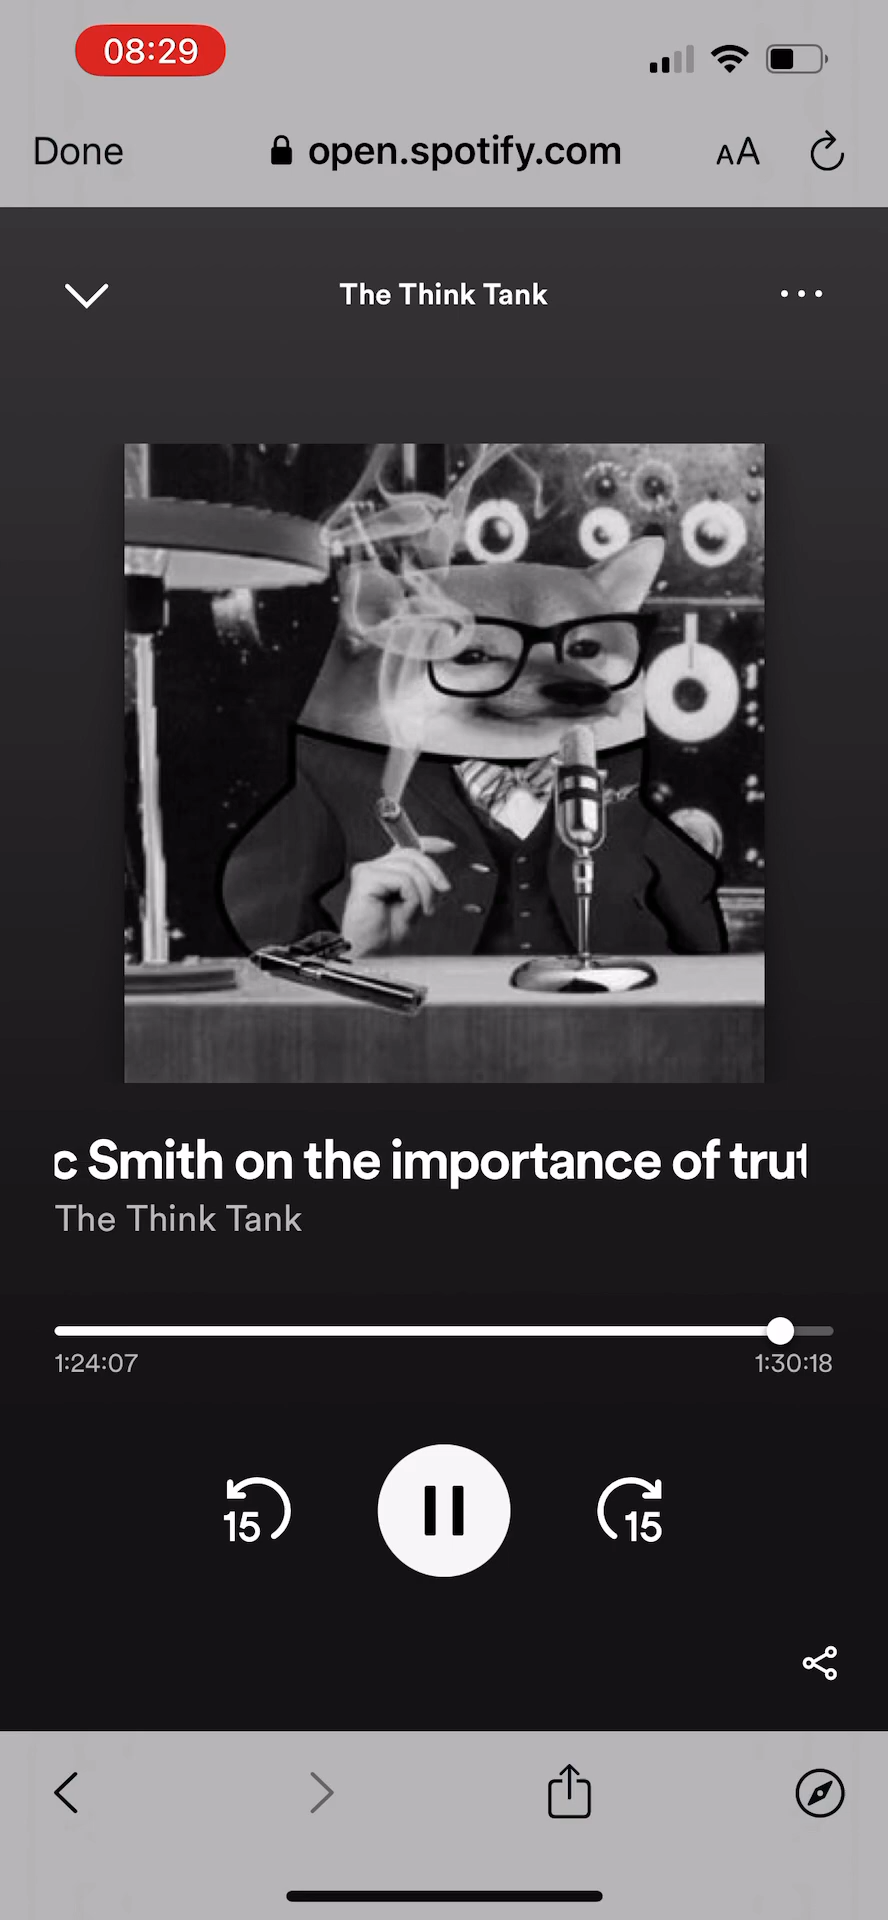 08:29
Done open.spotify.com AA
The Think Tank
c Smith on the importance of trut
The Think Tank
1:24:07 1:30:18
15 15